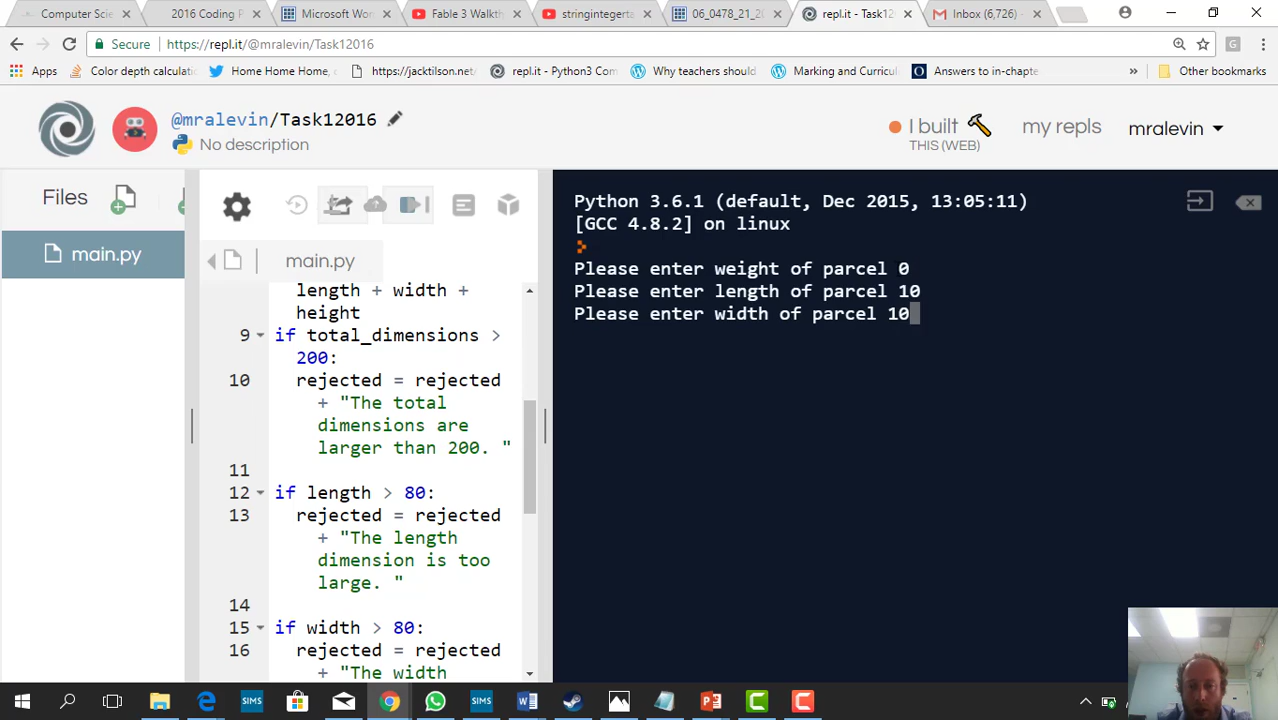 Computer Scien
2016 Coding P
Microsoft Wor
Fable 3 Walkth
stringinteger
06_0478_21_2
repl.it - Task12
Inbox (6,726) -
Secure
https://repl.it/@mralevin/Task12016
G
Apps
Color depth calculati
Home Home Home,
https://jacktilson.net
repl.it - Python3 Com
Why teachers should
Marking and Curricu
Answers to in-chapte
»
Other bookmarks
@mralevin/Task12016
No description
I built
THIS (WEB)
my repls
mralevin
Files
main.py
main.py
length + width +
height
9 if total_dimensions >
200:
10 rejected = rejected
+ "The total
dimensions are
larger than 200. "
11
12 if length > 80:
13 rejected = rejected
+ "The length
dimension is too
large. "
14
15 if width > 80:
16 rejected = rejected
+ "The width
Python 3.6.1 (default, Dec 2015, 13:05:11)
[GCC 4.8.2] on linux
Please enter weight of parcel 0
Please enter length of parcel 10
Please enter width of parcel 10
SIMS
SIMS